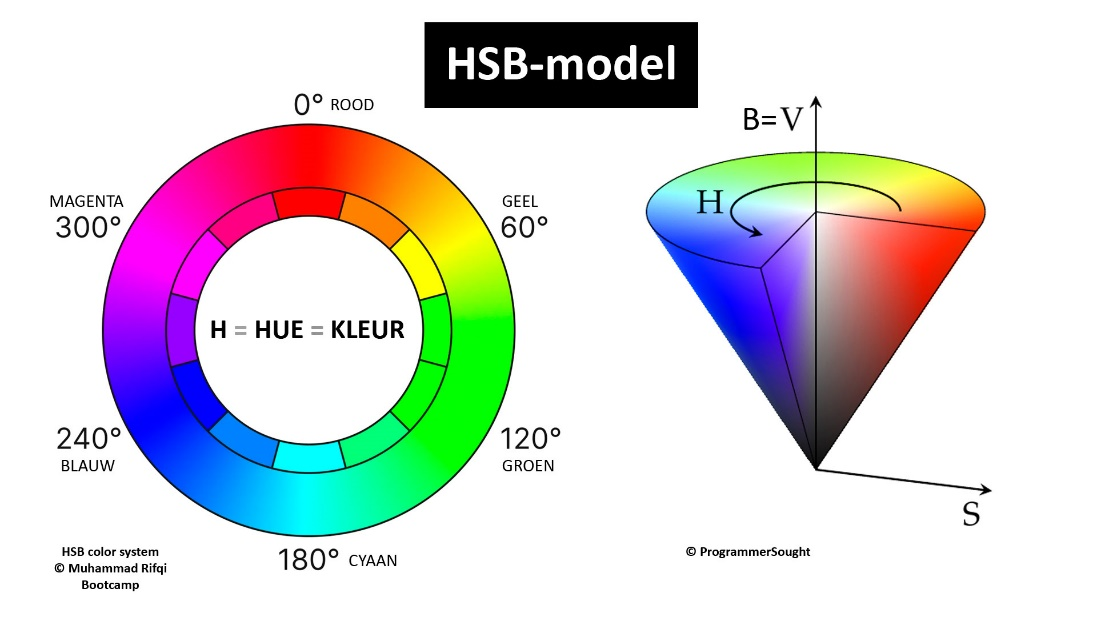 HSB-model
0° ROOD
MAGENTA
300°
GEEL
60°
H = HUE = KLEUR
240°
BLAUW
120°
GROEN
180° CYAAN
HSB color system
© Muhammad Rifqi
Bootcamp
B=V
H
S
© ProgrammerSought